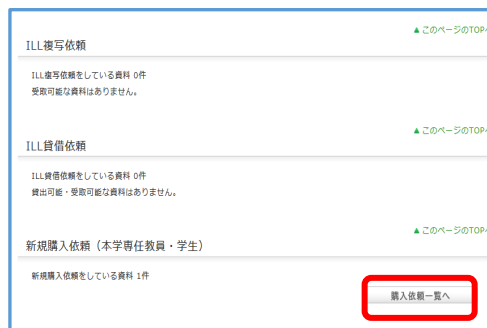 ▲ このページのTOP
ILL複写依頼
ILL複写依頼をしている資料 0件
受取可能な資料はありません。
▲ このページのTOP
ILL貸借依頼
ILL貸借依頼をしている資料 0件
貸出可能・受取可能な資料はありません。
▲ このページのTOP
新規購入依頼（本学専任教員・学生）
新規購入依頼をしている資料 1件
購入依頼一覧へ